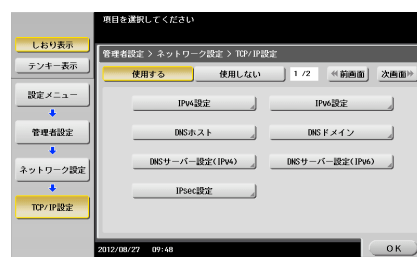 項目を選択してください
しおり表示
テンキー表示
管理者設定 > ネットワーク設定 > TCP/IP設定
使用する
使用しない
1 /2
前画面
次画面
設定メニュー
管理者設定
ネットワーク設定
TCP/IP設定
IPv4設定
IPv6設定
DNSホスト
DNSドメイン
DNSサーバー設定(IPv4)
DNSサーバー設定(IPv6)
IPsec設定
2012/08/27 09:48
OK